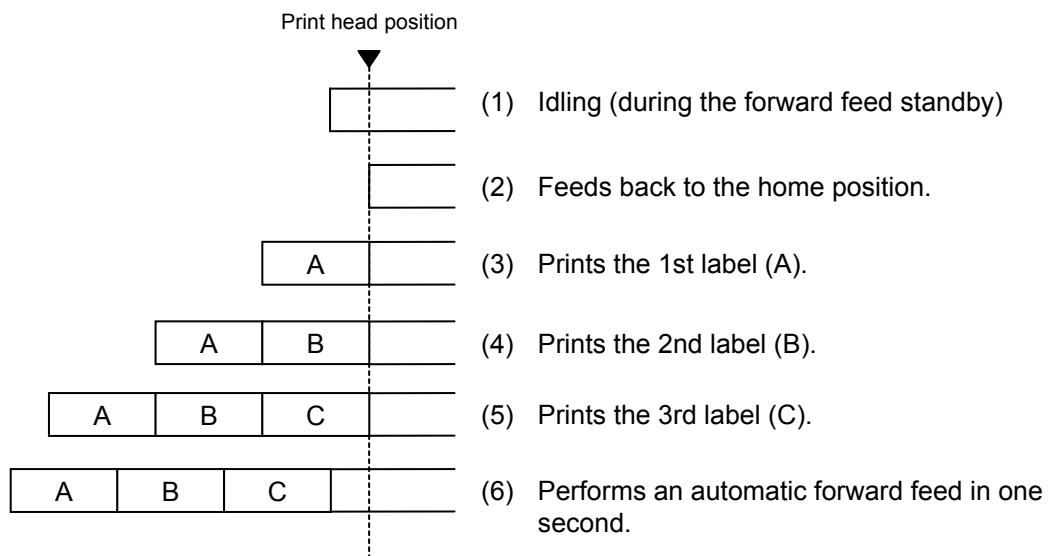 Print head position
(1) Idling (during the forward feed standby)
(2) Feeds back to the home position.
A
(3) Prints the 1st label (A).
A B
(4) Prints the 2nd label (B).
A B C
(5) Prints the 3rd label (C).
A B C
(6) Performs an automatic forward feed in one
second.